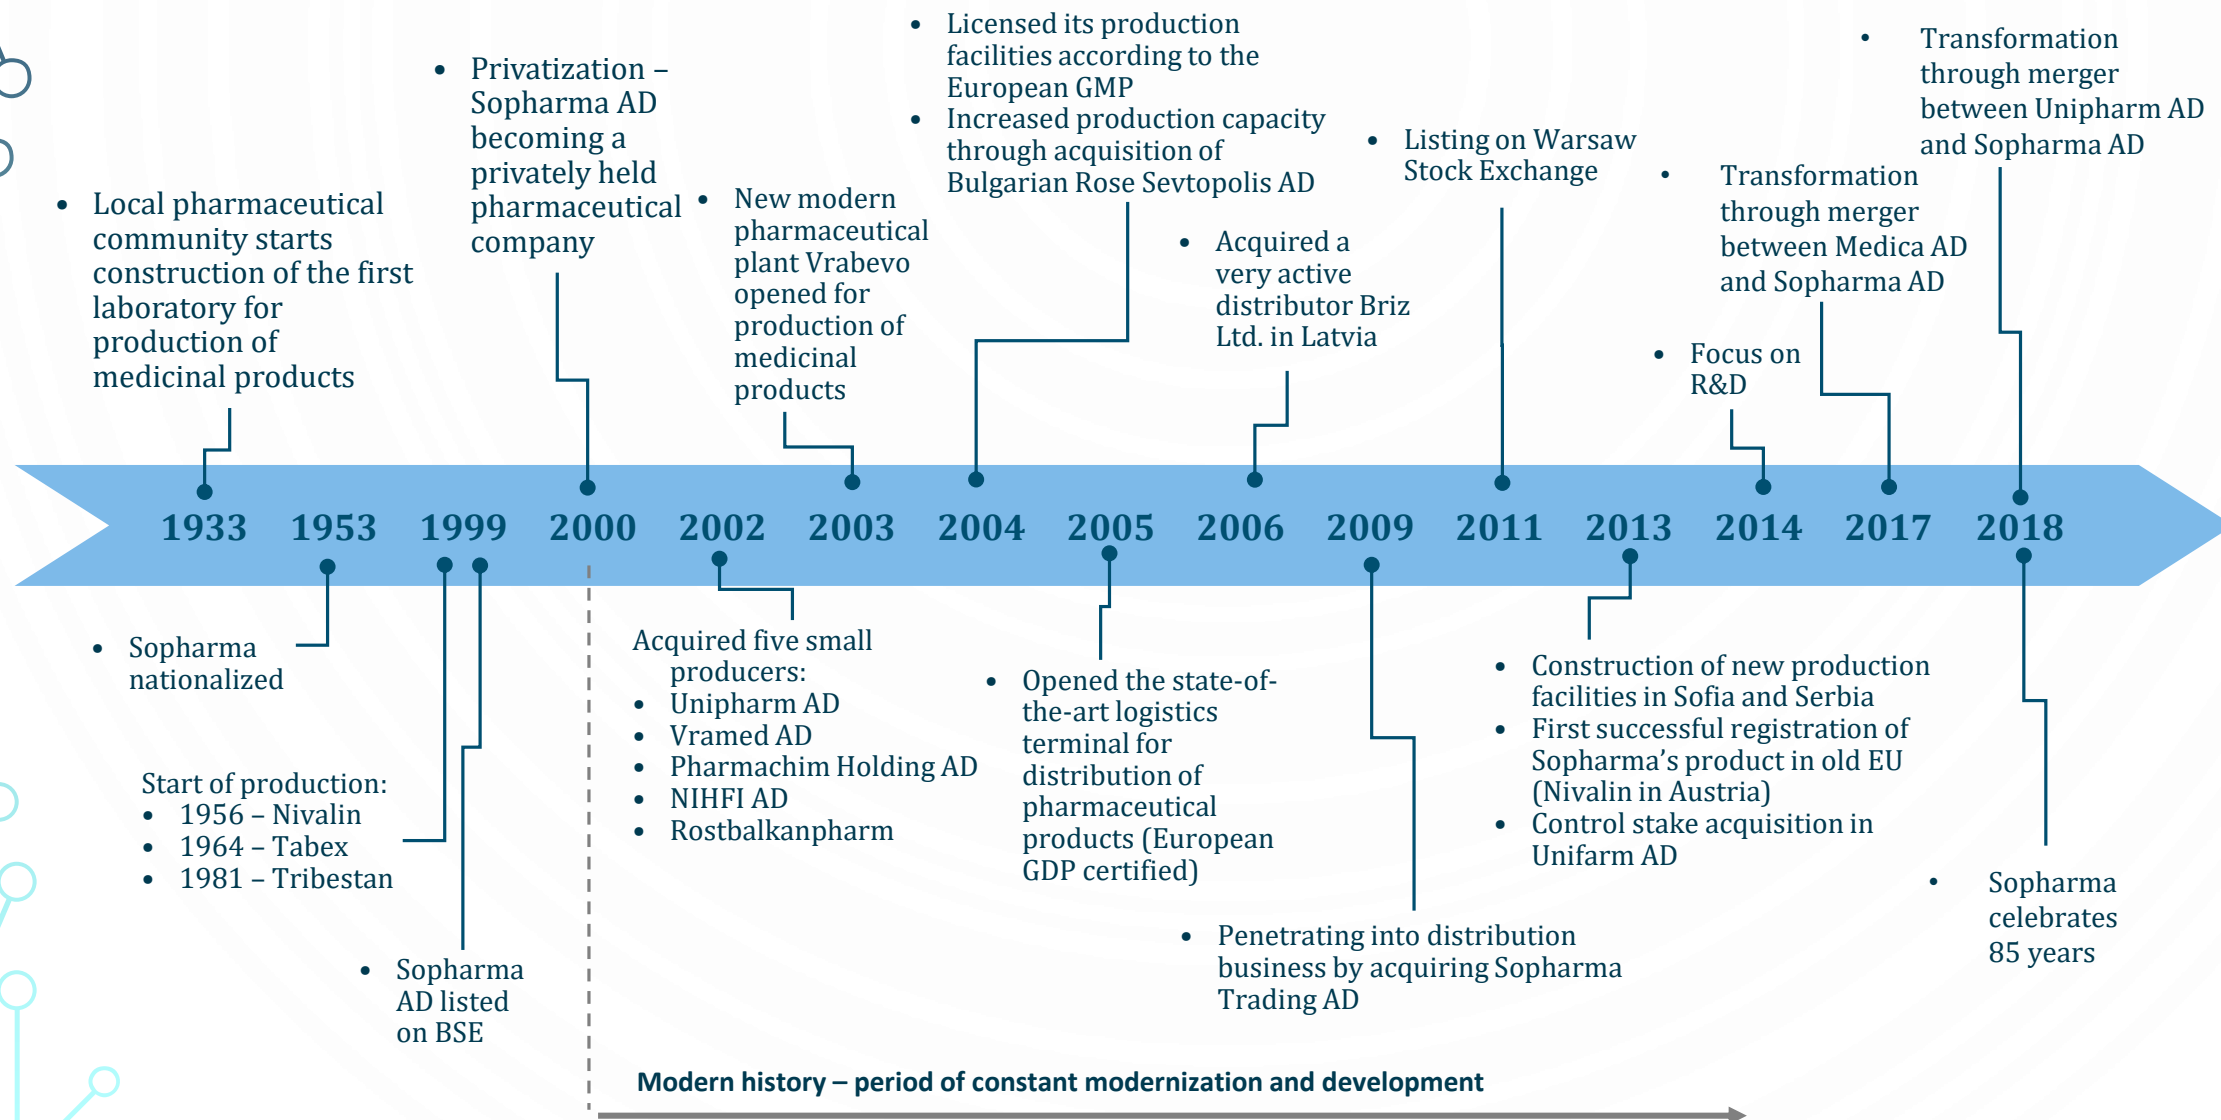 • Local pharmaceutical
community starts
construction of the first
laboratory for
production of
medicinal products
• Privatization –
Sopharma AD
becoming a
privately held
pharmaceutical
company
• New modern
pharmaceutical
plant Vrabevo
opened for
production of
medicinal
products
• Licensed its production
facilities according to the
European GMP
• Increased production capacity
through acquisition of
Bulgarian Rose Sevtopolis AD
• Acquired a
very active
distributor Briz
Ltd. in Latvia
• Listing on Warsaw
Stock Exchange
• Focus on
R&D
• Transformation
through merger
between Medica AD
and Sopharma AD
• Transformation
through merger
between Unipharm AD
and Sopharma AD
1933 1953 1999 2000 2002 2003 2004 2005 2006 2009 2011 2013 2014 2017 2018
• Sopharma
nationalized
Start of production:
• 1956 – Nivalin
• 1964 – Tabex
• 1981 – Tribestan
• Sopharma
AD listed
on BSE
Acquired five small
producers:
• Unipharm AD
• Vramed AD
• Pharmachim Holding AD
• NIHFI AD
• Rostbalkanpharm
• Opened the state-of-
the-art logistics
terminal for
distribution of
pharmaceutical
products (European
GDP certified)
• Penetrating into distribution
business by acquiring Sopharma
Trading AD
• Construction of new production
facilities in Sofia and Serbia
• First successful registration of
Sopharma’s product in old EU
(Nivalin in Austria)
• Control stake acquisition in
Unifarm AD
• Sopharma
celebrates
85 years
Modern history – period of constant modernization and development